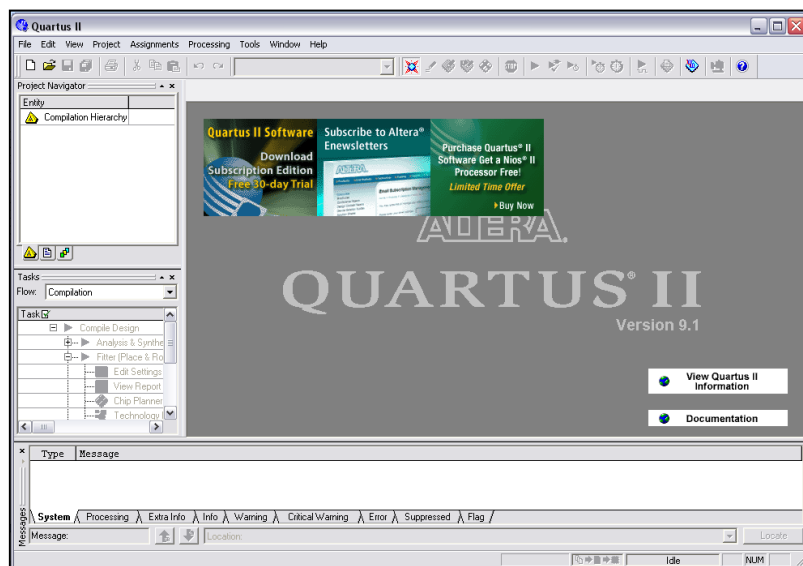 Quartus II
File Edit View Project Assignments Processing Tools Window Help
Project Navigator
Entity
Compilation Hierarchy
Quartus II Software
Download
Subscription Edition
Free 30-day Trial
Subscribe to Altera®
Enewsletters
ALTERA
Purchase Quartus® II
Software Get a Nios® II
Processor Free!
Limited Time Offer
Buy Now
ALTERA.
QUARTUS® II
Version 9.1
View Quartus II
Information
Documentation
Tasks
Flow: Compilation
Task
Compile Design
Analysis & Synthe
Fitter (Place & Ro
Edit Settings
View Report
Chip Planner
Technology
Type Message
System Processing Extra Info Info Warning Critical Warning Error Suppressed Flag
Messages
Message: Location: Locate
Idle NUM